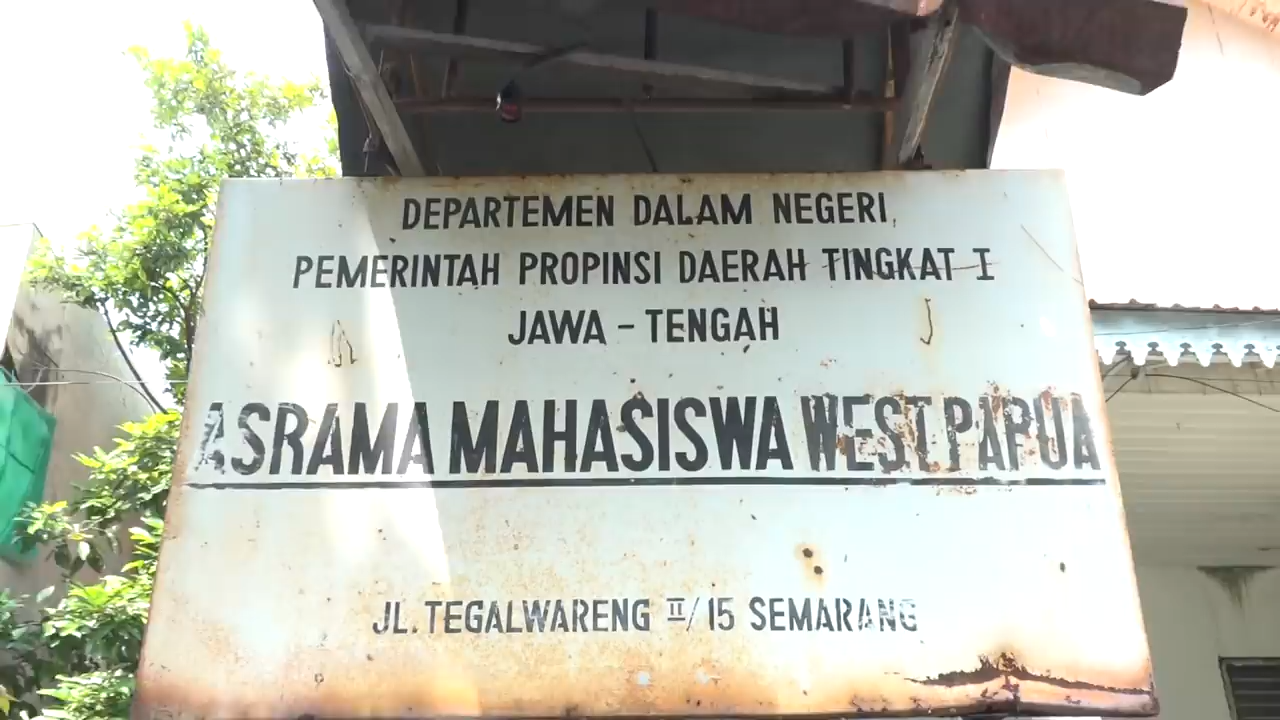 DEPARTEMEN DALAM NEGERI,
PEMERINTAH PROPINSI DAERAH TINGKAT I
JAWA - TENGAH
ASRAMA MAHASISWA WEST PAPUA
JL. TEGALWARENG II/15 SEMARANG